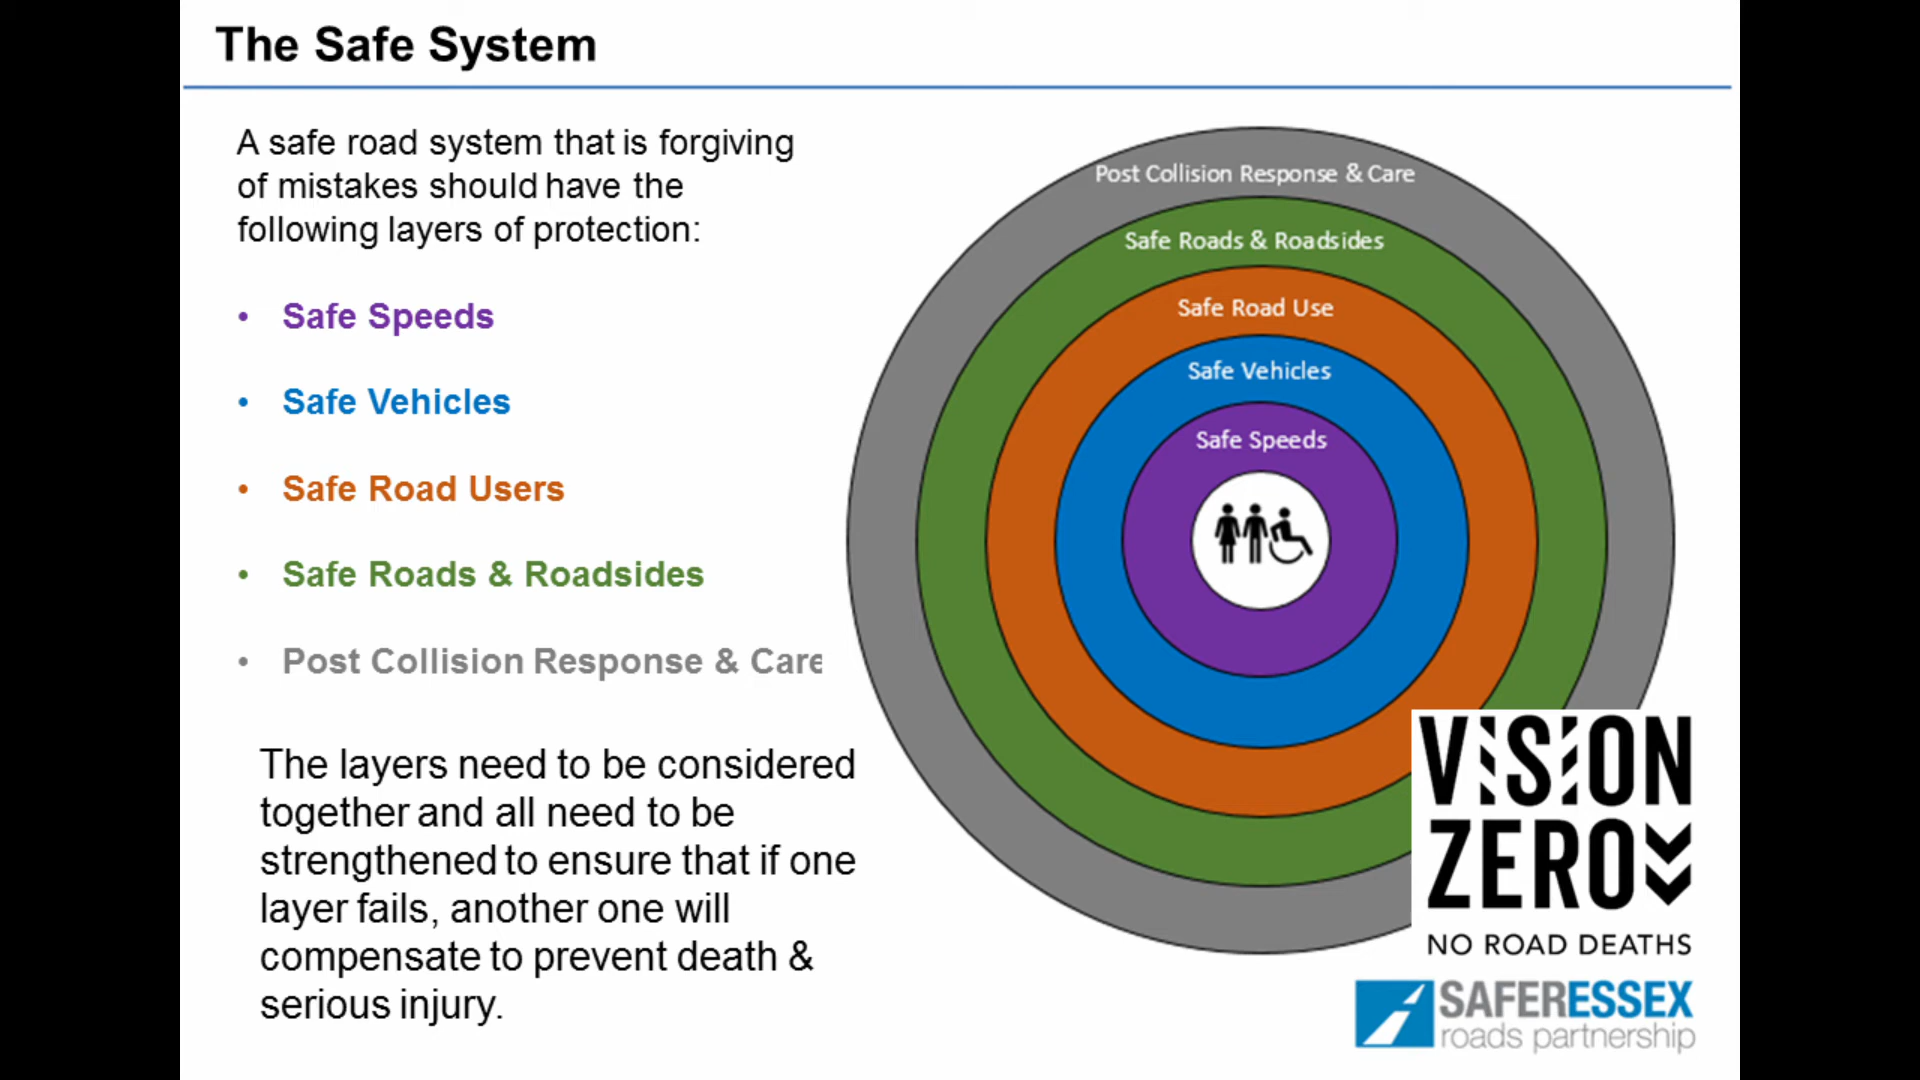 The Safe System
A safe road system that is forgiving
of mistakes should have the
following layers of protection:
• Safe Speeds
• Safe Vehicles
• Safe Road Users
• Safe Roads & Roadsides
• Post Collision Response & Care
The layers need to be considered
together and all need to be
strengthened to ensure that if one
layer fails, another one will
compensate to prevent death &
serious injury.
Post Collision Response & Care
Safe Roads & Roadsides
Safe Road Use
Safe Vehicles
Safe Speeds
VISION
ZERO
NO ROAD DEATHS
SAFERESSEX
roads partnership